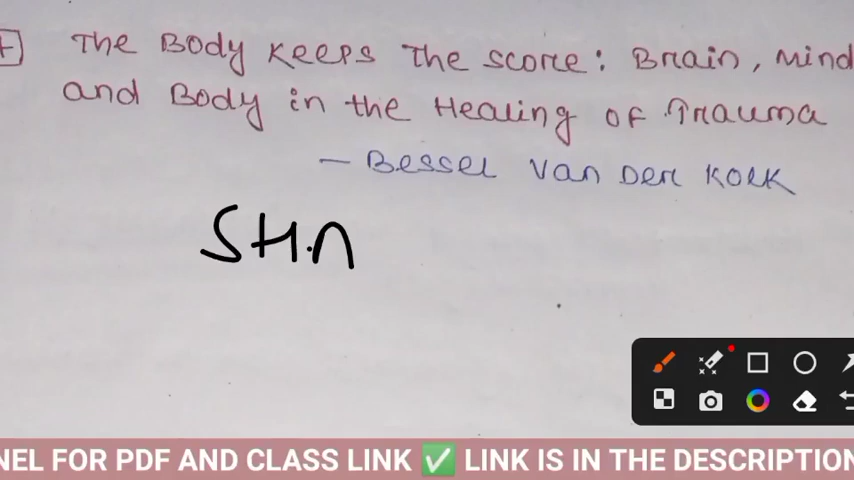 The Body Keeps The score: Brain, Mind
and Body in the Healing of Trauma
— Bessel Van Der Kolk
SH.n
NEL FOR PDF AND CLASS LINK ✅ LINK IS IN THE DESCRIPTION